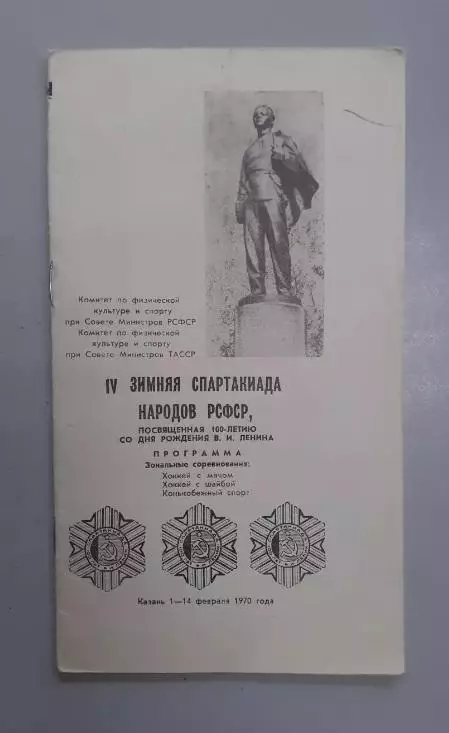 Комитет по физической
культуре и спорту
при Совете Министров РСФСР
Комитет по физической
культуре и спорту
при Совете Министров ТАССР
IV ЗИМНЯЯ СПАРТАКИАДА
НАРОДОВ РСФСР,
ПОСВЯЩЕННАЯ 100-ЛЕТИЮ
СО ДНЯ РОЖДЕНИЯ В. И. ЛЕНИНА
ПРОГРАММА
Зональные соревнования:
Хоккей с мячом
Хоккей с шайбой
Конькобежный спорт
Казань 1—14 февраля 1970 года